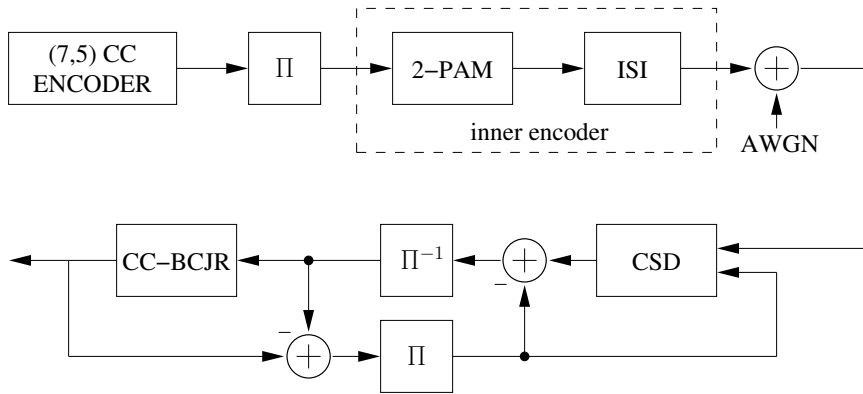 (7,5) CC
ENCODER
Π
2−PAM
ISI
+
inner encoder
AWGN
CC−BCJR
Π−1
+
−
CSD
−
+
Π